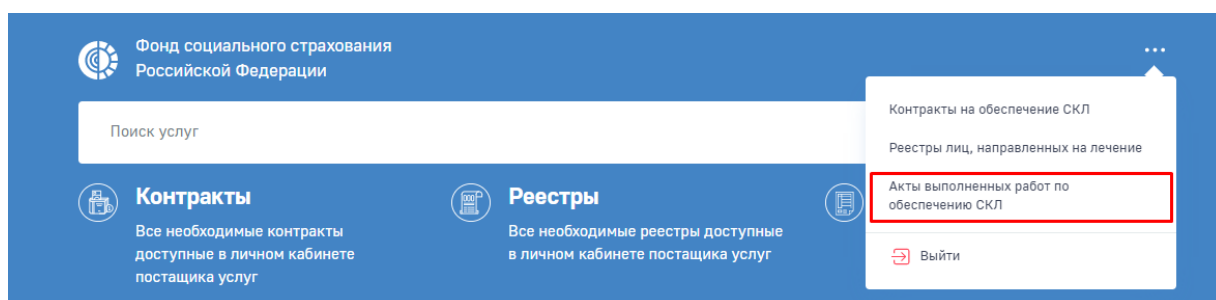 Фонд социального страхования
Российской Федерации
...
Поиск услуг
Контракты на обеспечение СКЛ
Реестры лиц, направленных на лечение
Акты выполненных работ по
обеспечению СКЛ
Выйти
Контракты
Все необходимые контракты
доступные в личном кабинете
поставщика услуг
Реестры
Все необходимые реестры доступные
в личном кабинете поставщика услуг